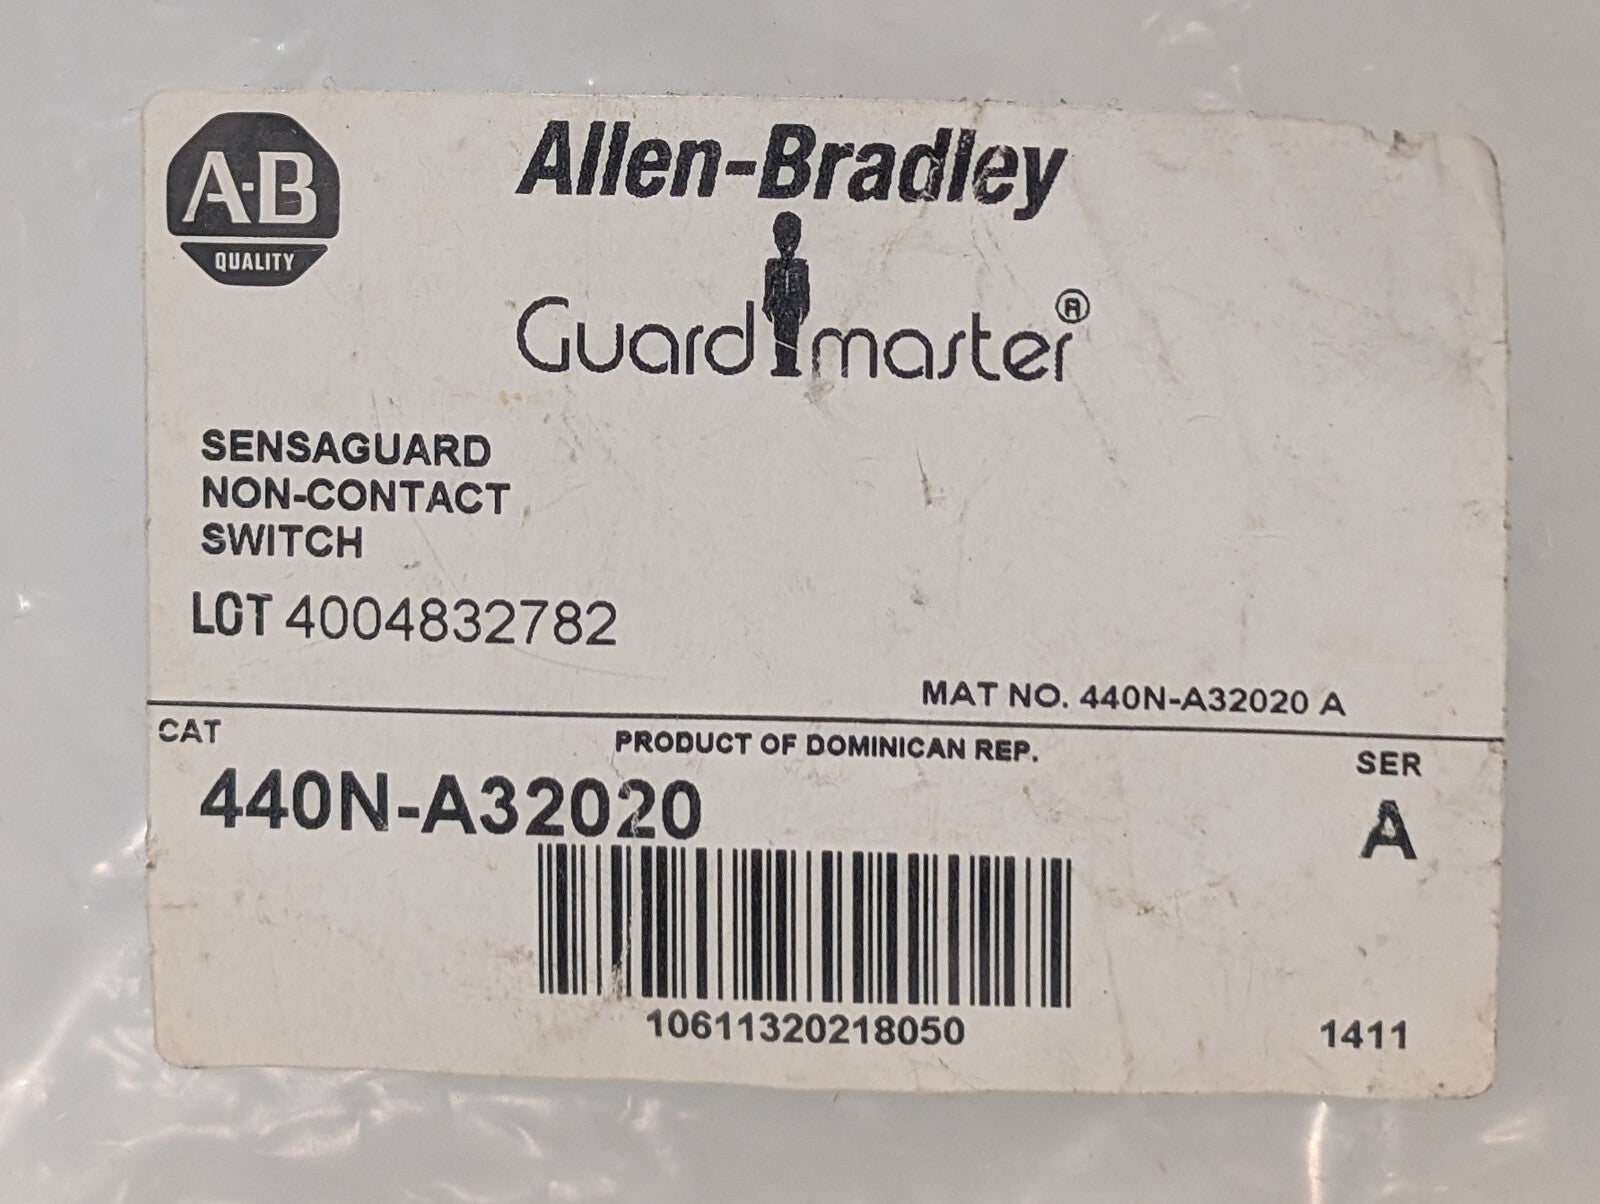 A-B
QUALITY
Allen-Bradley
Guardmaster®
SENSAGUARD
NON-CONTACT
SWITCH
LOT 4004832782
MAT NO. 440N-A32020 A
CAT
PRODUCT OF DOMINICAN REP.
SER
440N-A32020
A
10611320218050
1411